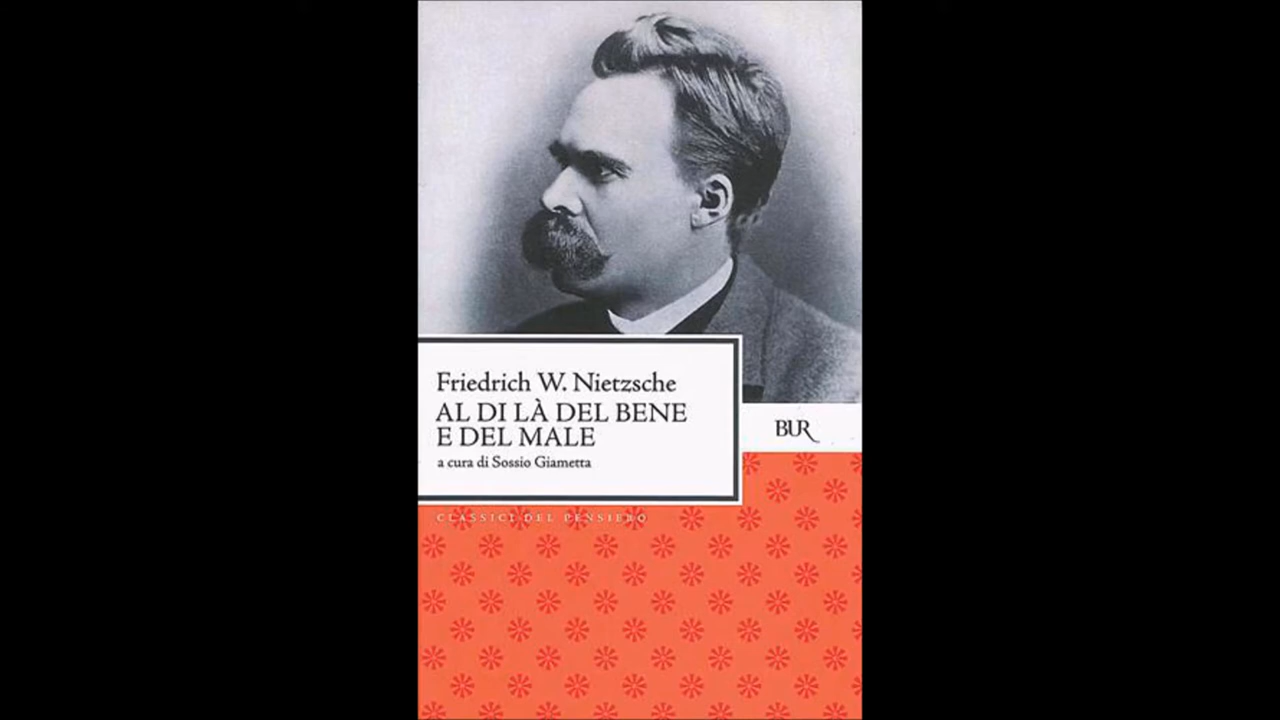 Friedrich W. Nietzsche
AL DI LÀ DEL BENE
E DEL MALE
a cura di Sossio Giametta
BUR
CLASSICI DEL PENSIERO